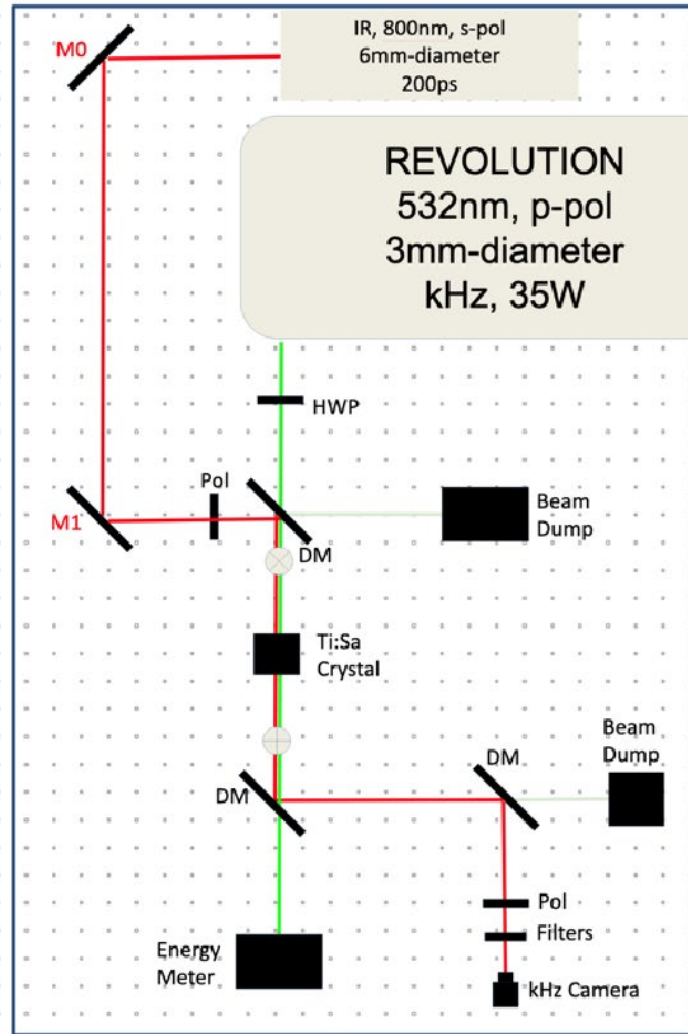 M0
IR, 800nm, s-pol
6mm-diameter
200ps
REVOLUTION
532nm, p-pol
3mm-diameter
kHz, 35W
HWP
Pol
M1
DM
Beam
Dump
Ti:Sa
Crystal
DM
DM
Beam
Dump
Pol
Filters
Energy
Meter
kHz Camera